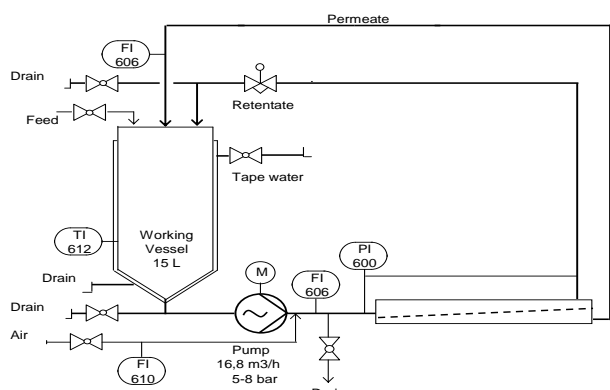 Permeate
FI
606
Drain
Retentate
Feed
Tape water
TI
612
Working
Vessel
15 L
PI
600
Drain
M
FI
606
Drain
Air
Pump
16,8 m3/h
5-8 bar
FI
610